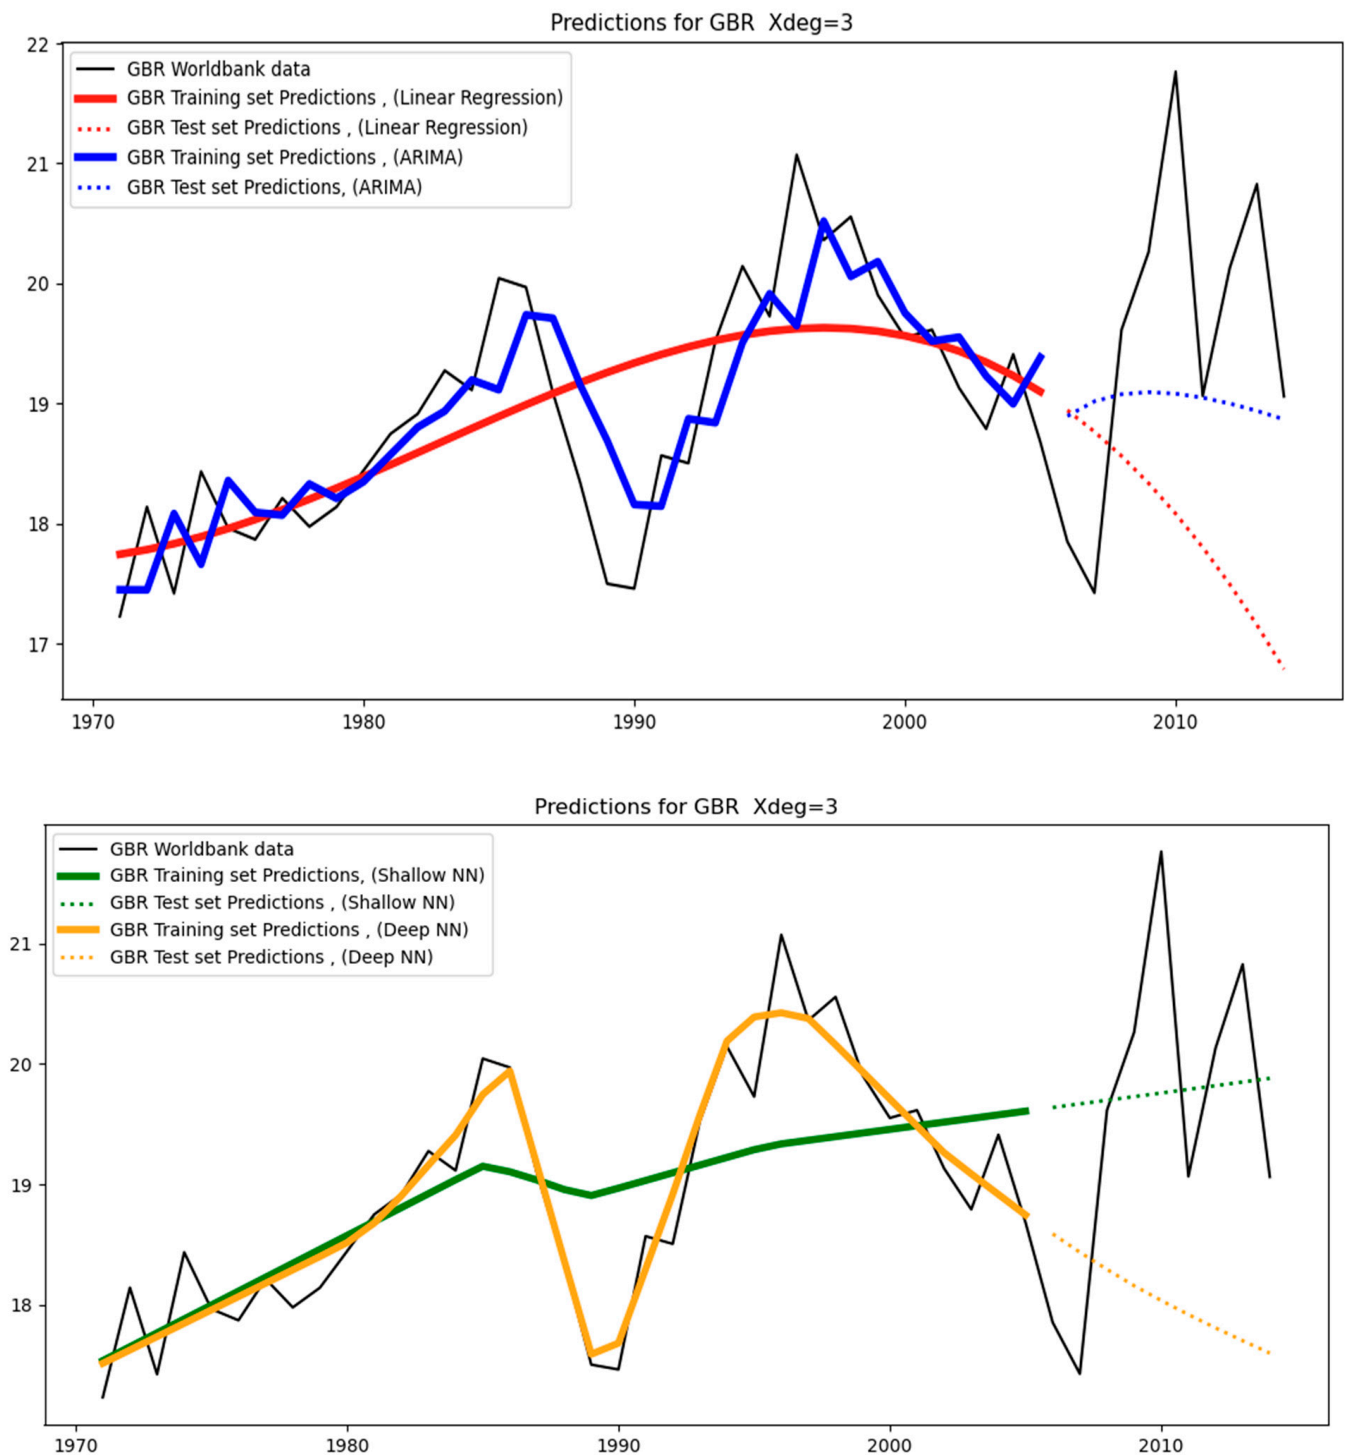 Predictions for GBR  Xdeg=3
22
21
20
19
18
17
GBR Worldbank data
GBR Training set Predictions , (Linear Regression)
GBR Test set Predictions , (Linear Regression)
GBR Training set Predictions , (ARIMA)
GBR Test set Predictions, (ARIMA)
1970 1980 1990 2000 2010
Predictions for GBR  Xdeg=3
GBR Worldbank data
GBR Training set Predictions, (Shallow NN)
GBR Test set Predictions , (Shallow NN)
GBR Training set Predictions , (Deep NN)
GBR Test set Predictions , (Deep NN)
21
20
19
18
1970 1980 1990 2000 2010